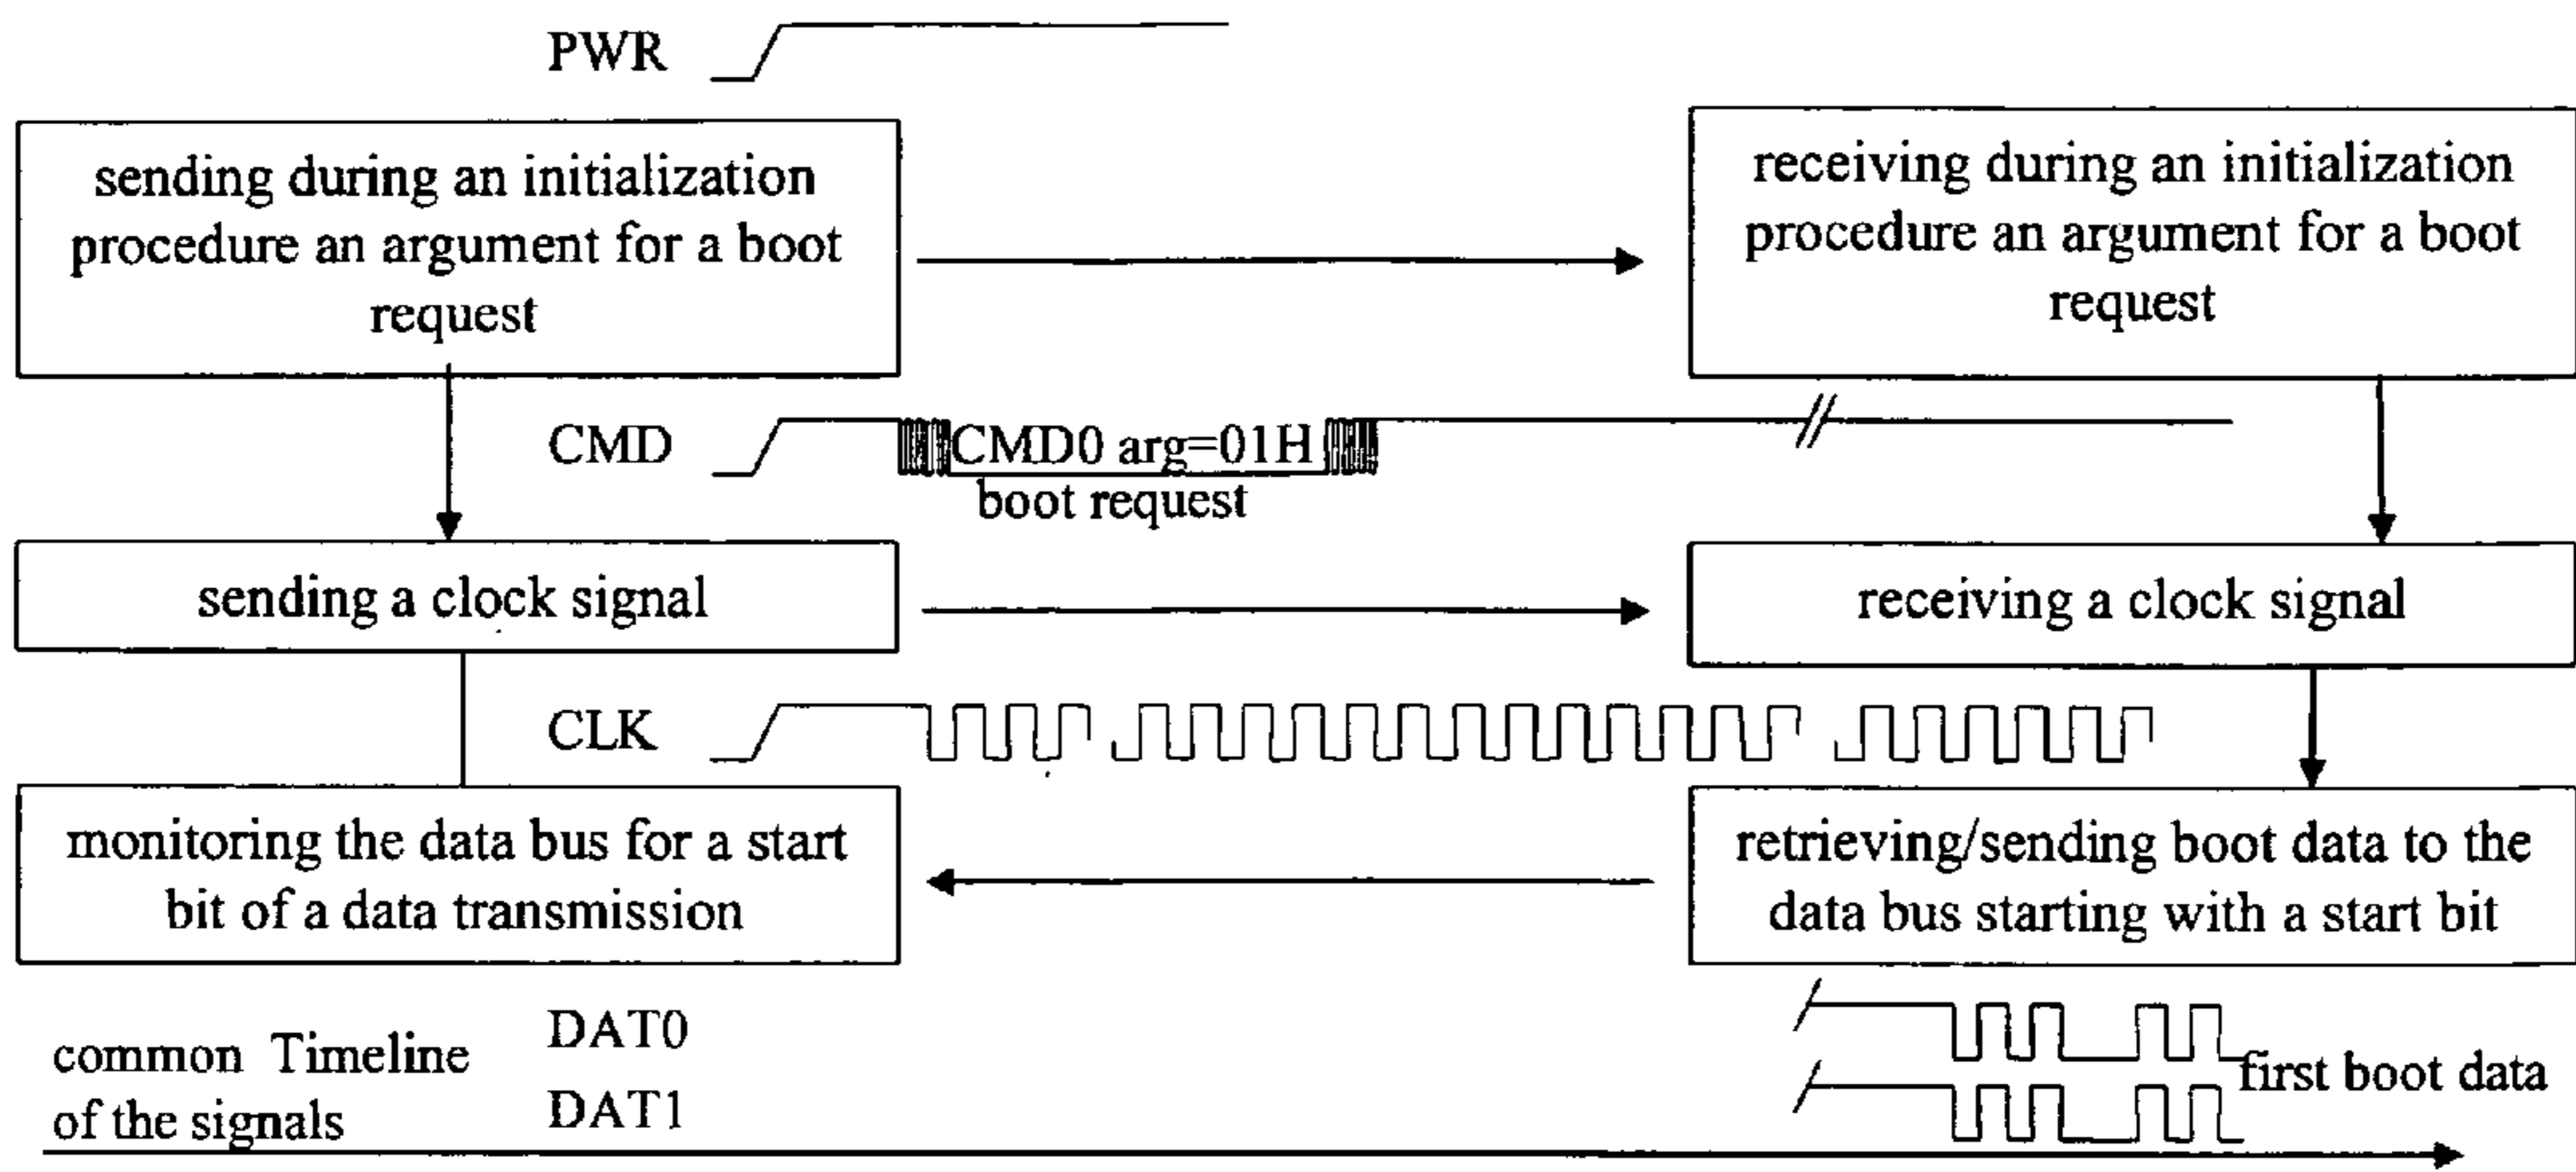 PWR
sending during an initialization
procedure an argument for a boot
request
receiving during an initialization
procedure an argument for a boot
request
CMD
CMD0 arg=01H
boot request
sending a clock signal
receiving a clock signal
CLK
monitoring the data bus for a start
bit of a data transmission
retrieving/sending boot data to the
data bus starting with a start bit
common Timeline
of the signals
DAT0
DAT1
first boot data